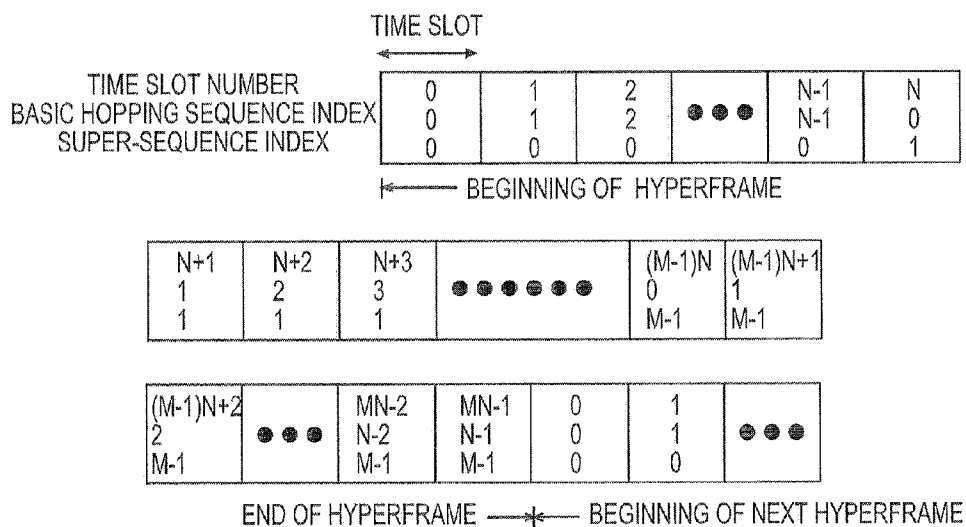 TIME SLOT
TIME SLOT NUMBER 0 1 2 N-1 N
BASIC HOPPING SEQUENCE INDEX 0 1 2 ●●● N-1 0
SUPER-SEQUENCE INDEX 0 0 0 0 1
BEGINNING OF HYPERFRAME
N+1 N+2 N+3 (M-1)N (M-1)N+1
1 2 3 ●●●●●● 0 1
1 1 1 M-1 M-1
(M-1)N+2 MN-2 MN-1 0 1
2 ●●● N-2 N-1 0 1 ●●●
M-1 M-1 M-1 0 0
END OF HYPERFRAME BEGINNING OF NEXT HYPERFRAME